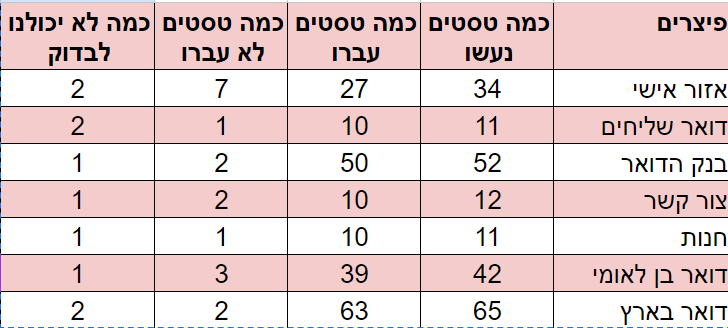 פיצרים כמה טסטים נעשו כמה טסטים עברו כמה טסטים לא עברו כמה לא יכולנו לבדוק
אזור אישי 34 27 7 2
דואר שליחים 11 10 1 2
בנק הדואר 52 50 2 1
צור קשר 12 10 2 1
חנות 11 10 1 1
דואר בן לאומי 42 39 3 1
דואר בארץ 65 63 2 2